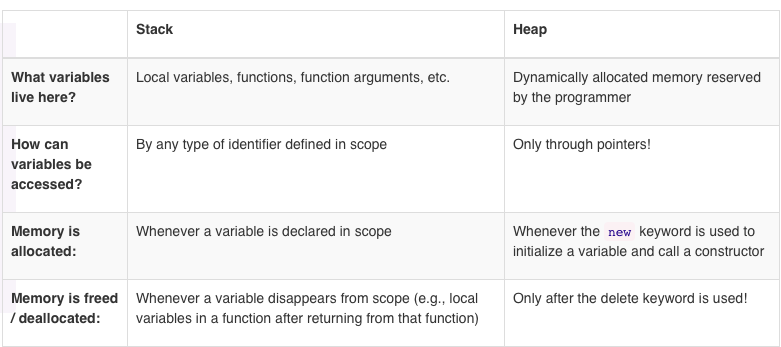 Stack
Heap
What variables
live here?
Local variables, functions, function arguments, etc.
Dynamically allocated memory reserved
by the programmer
How can
variables be
accessed?
By any type of identifier defined in scope
Only through pointers!
Memory is
allocated:
Whenever a variable is declared in scope
Whenever the new keyword is used to
initialize a variable and call a constructor
Memory is freed
/ deallocated:
Whenever a variable disappears from scope (e.g., local
variables in a function after returning from that function)
Only after the delete keyword is used!